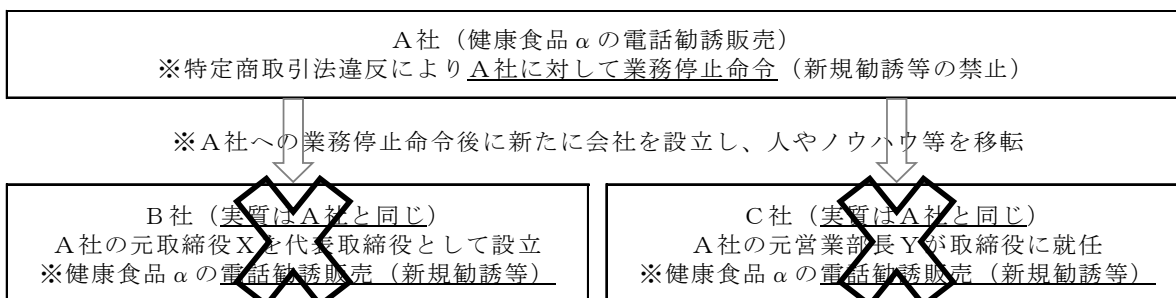 A社（健康食品αの電話勧誘販売）
※特定商取引法違反によりA社に対して業務停止命令（新規勧誘等の禁止）
※A社への業務停止命令後に新たに会社を設立し、人やノウハウ等を移転
B社（実質はA社と同じ）
A社の元取締役Xを代表取締役として設立
※健康食品αの電話勧誘販売（新規勧誘等）
C社（実質はA社と同じ）
A社の元営業部長Yが取締役に就任
※健康食品αの電話勧誘販売（新規勧誘等）